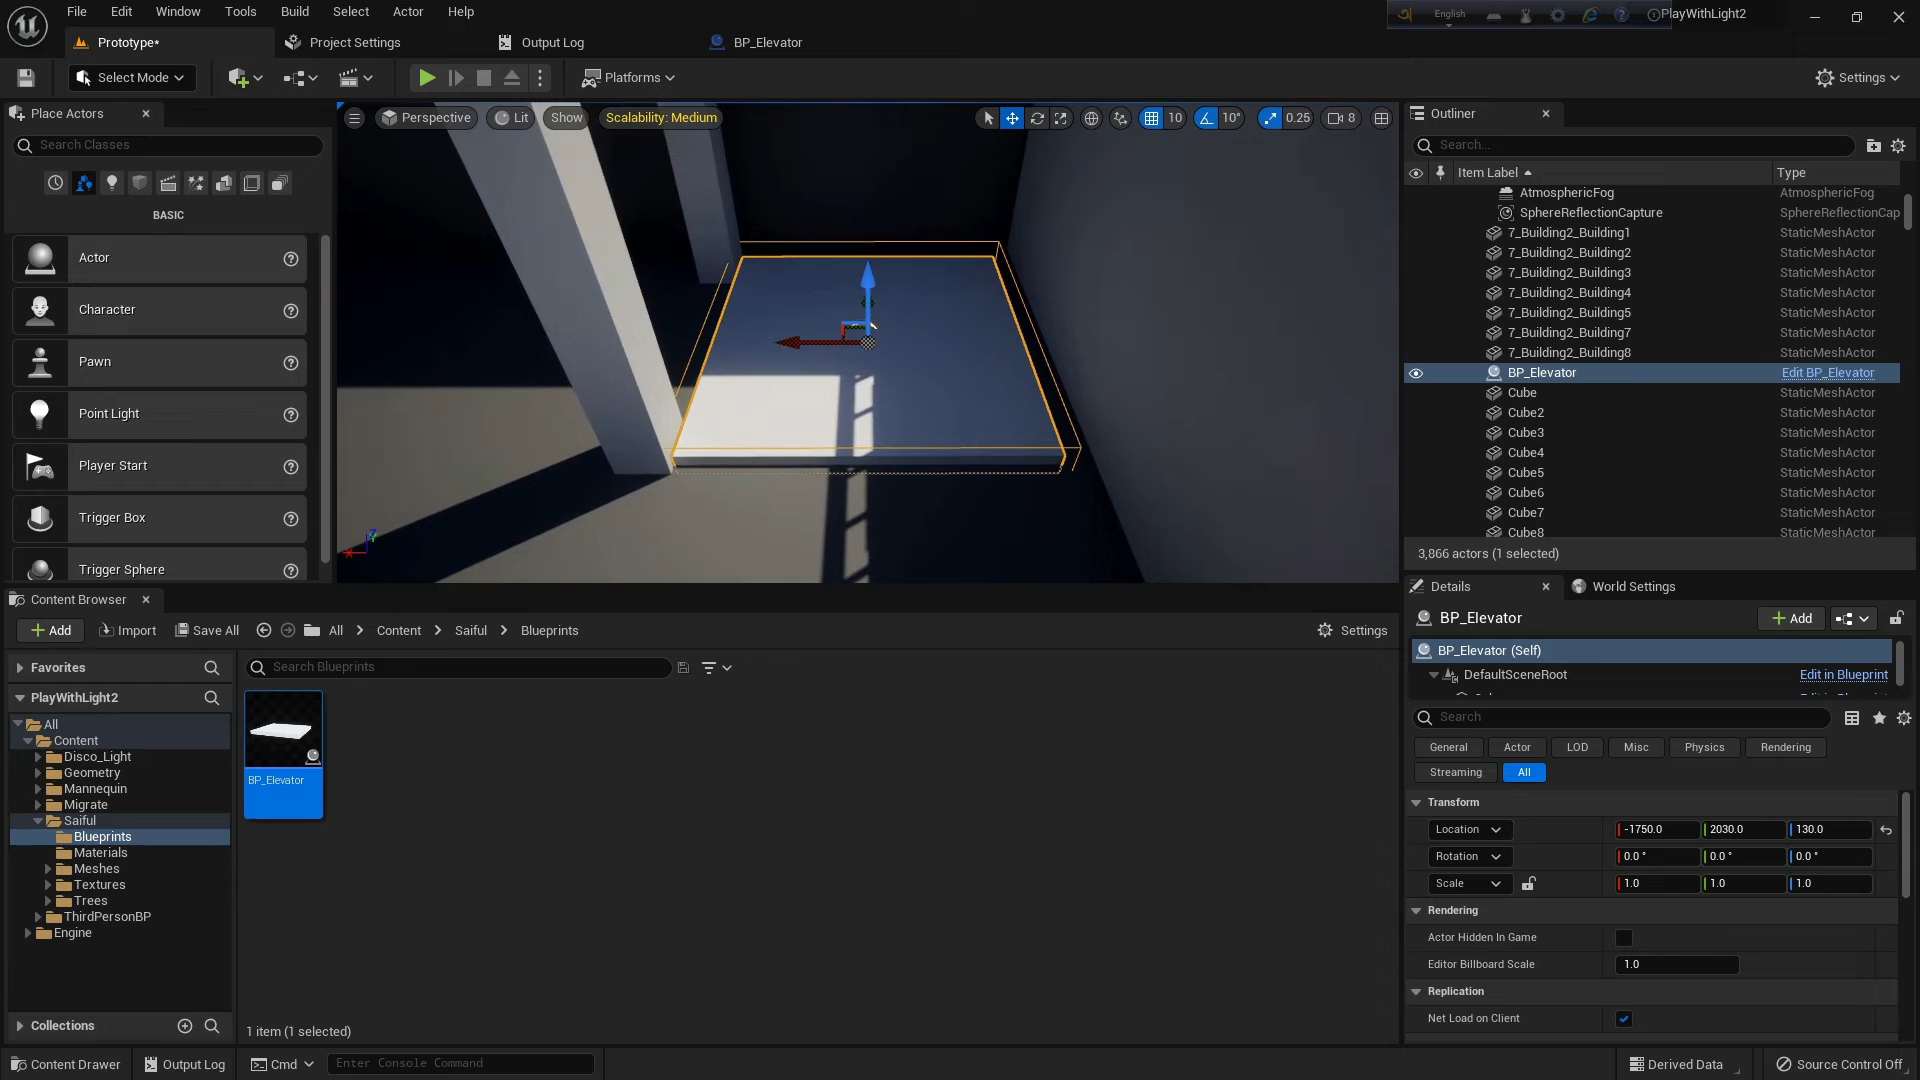 File Edit Window Tools Build Select Actor Help
English
PlayWithLight2
Prototype*
Project Settings
Output Log
BP_Elevator
Select Mode
Platforms
Settings
Place Actors
Search Classes
BASIC
Actor
Character
Pawn
Point Light
Player Start
Trigger Box
Trigger Sphere
Perspective Lit Show Scalability: Medium
10 10° 0.25 8
Outliner
Search...
Item Label Type
AtmosphericFog AtmosphericFog
SphereReflectionCapture SphereReflectionCap
7_Building2_Building1 StaticMeshActor
7_Building2_Building2 StaticMeshActor
7_Building2_Building3 StaticMeshActor
7_Building2_Building4 StaticMeshActor
7_Building2_Building5 StaticMeshActor
7_Building2_Building7 StaticMeshActor
7_Building2_Building8 StaticMeshActor
BP_Elevator Edit BP_Elevator
Cube StaticMeshActor
Cube2 StaticMeshActor
Cube3 StaticMeshActor
Cube4 StaticMeshActor
Cube5 StaticMeshActor
Cube6 StaticMeshActor
Cube7 StaticMeshActor
Cube8 StaticMeshActor
3,866 actors (1 selected)
Content Browser
Add Import Save All All Content Saiful Blueprints Settings
Favorites
PlayWithLight2
All
Content
Disco_Light
Geometry
Mannequin
Migrate
Saiful
Blueprints
Materials
Meshes
Textures
Trees
ThirdPersonBP
Engine
Collections
Search Blueprints
BP_Elevator
1 item (1 selected)
Details
World Settings
BP_Elevator
Add
BP_Elevator (Self)
DefaultSceneRoot Edit in Blueprint
Search
General Actor LOD Misc Physics Rendering
Streaming All
Transform
Location -1750.0 2030.0 130.0
Rotation 0.0 ° 0.0 ° 0.0 °
Scale 1.0 1.0 1.0
Rendering
Actor Hidden In Game
Editor Billboard Scale 1.0
Replication
Net Load on Client
Content Drawer Output Log Cmd Enter Console Command
Derived Data
Source Control Off